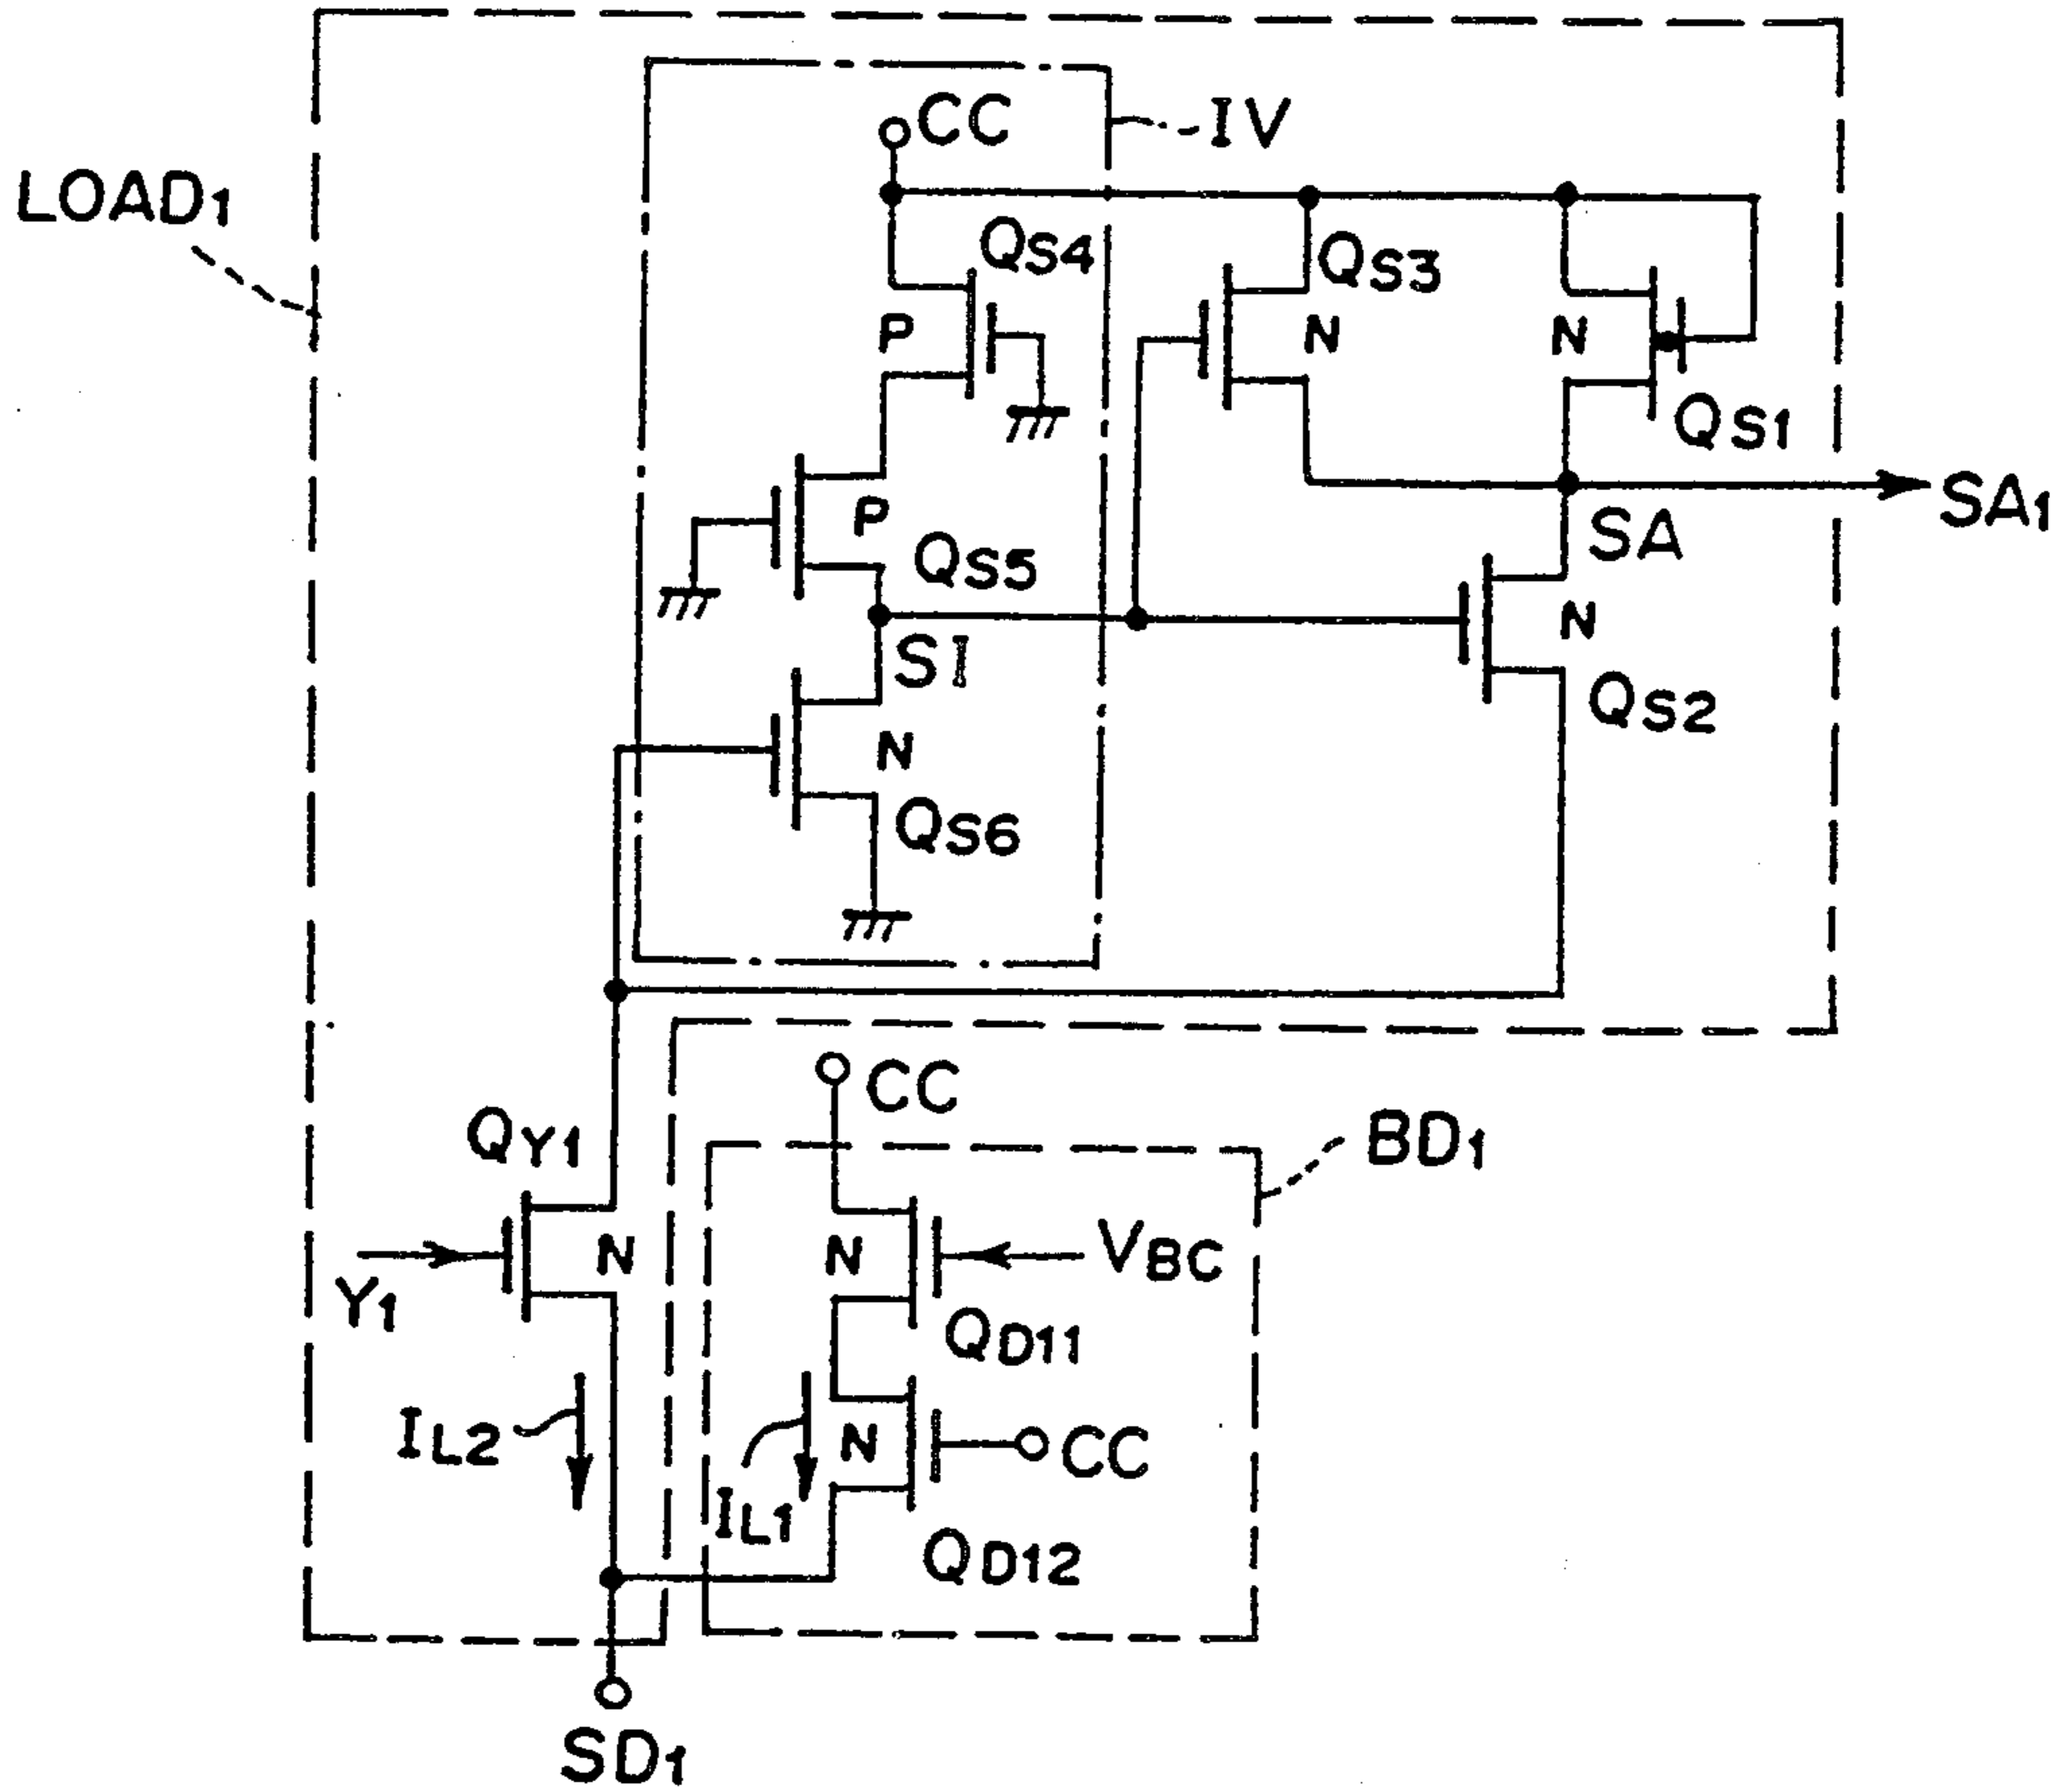 CC
IV
LOAD1
QS4
QS3
P
N
N
QS1
SA1
P
SA
QS5
N
SI
QS2
N
QS6
CC
BD1
QY1
N
N
VBC
Y1
QD11
IL2
N
CC
IL1
QD12
SD1